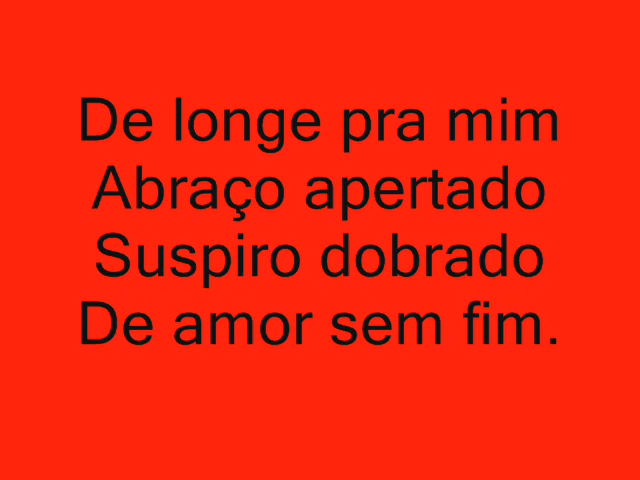 De longe pra mim
Abraço apertado
Suspiro dobrado
De amor sem fim.